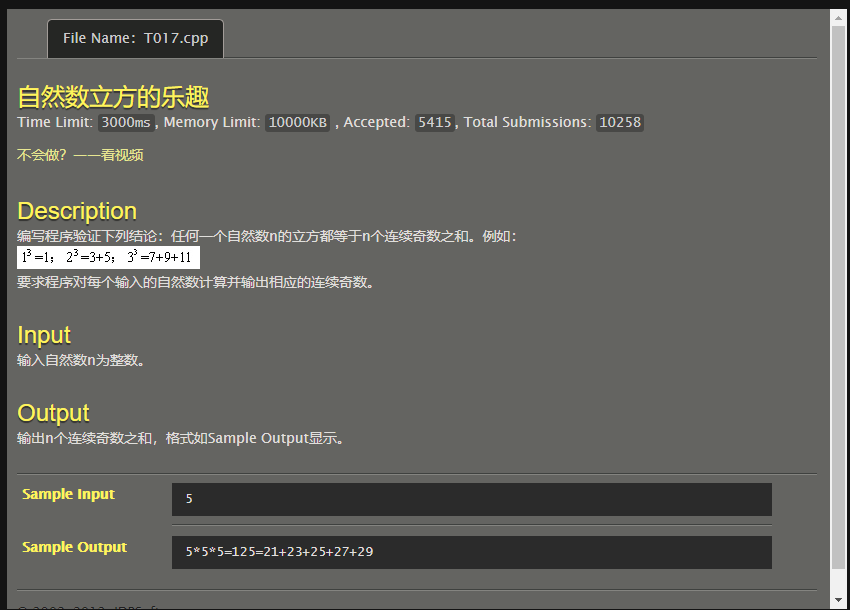 File Name: T017.cpp
自然数立方的乐趣
Time Limit: 3000ms, Memory Limit: 10000KB , Accepted: 5415, Total Submissions: 10258
不会做？——看视频
Description
编写程序验证下列结论：任何一个自然数n的立方都等于n个连续奇数之和。例如：
1³=1; 2³=3+5; 3³=7+9+11
要求程序对每个输入的自然数计算并输出相应的连续奇数。
Input
输入自然数n为整数。
Output
输出n个连续奇数之和，格式如Sample Output显示。
Sample Input
5
Sample Output
5*5*5=125=21+23+25+27+29